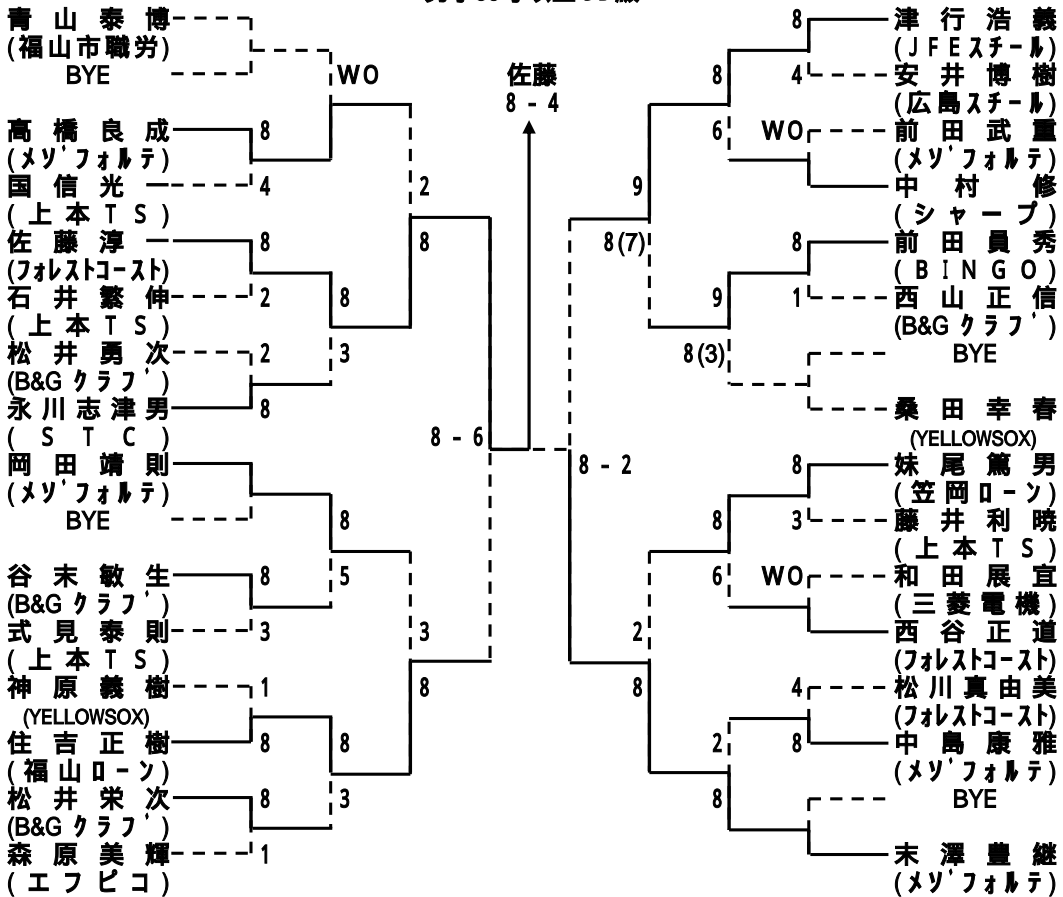 青山泰博
(福山市職労)
BYE
高橋良成
(メゾフォルテ)
国信光一
(上本TS)
佐藤淳一
(フォレストコースト)
石井繁伸
(上本TS)
松井勇次
(B&Gクラブ)
永川志津男
(STC)
岡田靖則
(メゾフォルテ)
BYE
谷末敏生
(B&Gクラブ)
式見泰則
(上本TS)
神原義樹
(YELLOWSOX)
住吉正樹
(福山ローン)
松井栄次
(B&Gクラブ)
森原美輝
(エフピコ)
8
4
8
2
2
8
8
3
1
8
8
1
WO
8
3
8
5
8
3
2
8
3
8
8 - 6
佐藤
8 - 4
8 - 2
9
8(7)
2
8
8
6
9
8(3)
8
6
2
8
8
4
WO
8
1
8
3
WO
4
8
津行浩義
(JFEスチール)
安井博樹
(広島スチール)
前田武重
(メゾフォルテ)
中村修
(シャープ)
前田員秀
(BINGO)
西山正信
(B&Gクラブ)
BYE
桑田幸春
(YELLOWSOX)
妹尾篤男
(笠岡ローン)
藤井利暁
(上本TS)
和田展宜
(三菱電機)
西谷正道
(フォレストコースト)
松川真由美
(フォレストコースト)
中島康雅
(メゾフォルテ)
BYE
末澤豊継
(メゾフォルテ)